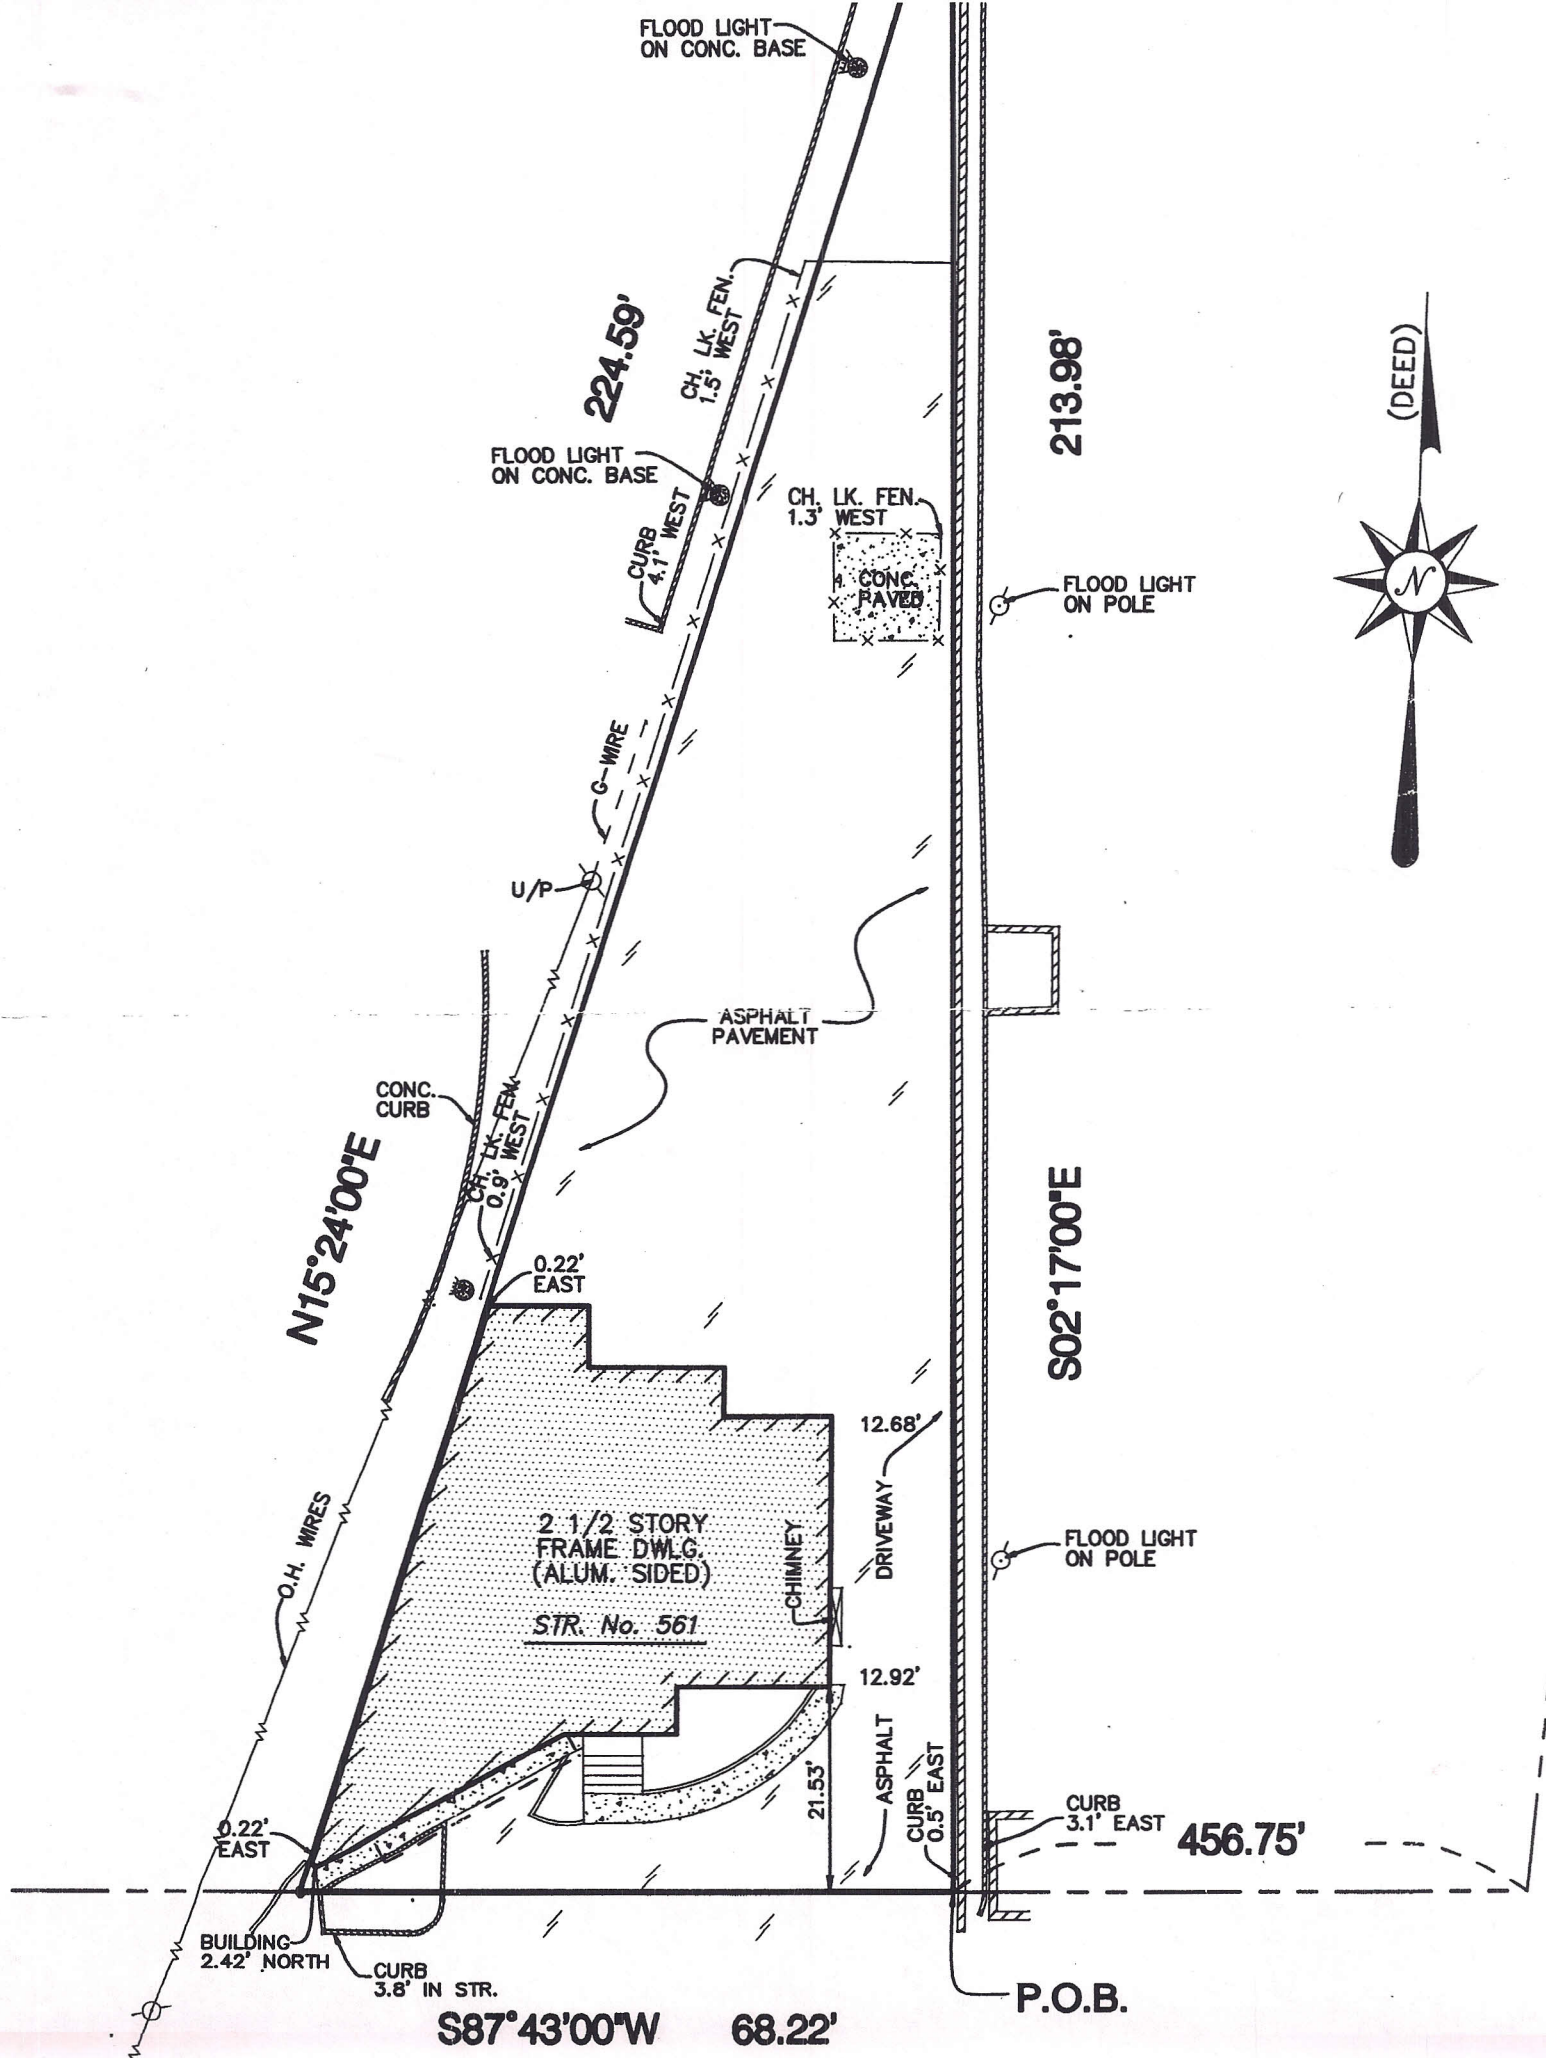 FLOOD LIGHT
ON CONC. BASE
CH. LK. FEN.
1.5' WEST
224.59'
213.98'
(DEED)
N
FLOOD LIGHT
ON CONC. BASE
CURB
4.1' WEST
CH. LK. FEN.
1.3' WEST
CONC.
PAVED
FLOOD LIGHT
ON POLE
G-WIRE
U/P
ASPHALT
PAVEMENT
CONC.
CURB
CH. LK. FEN.
0.9' WEST
N15°24'00"E
S02°17'00"E
0.22'
EAST
12.68'
DRIVEWAY
O.H. WIRES
2 1/2 STORY
FRAME DWLG.
(ALUM. SIDED)
STR. No. 561
CHIMNEY
FLOOD LIGHT
ON POLE
12.92'
21.53'
ASPHALT
CURB
0.5' EAST
CURB
3.1' EAST
456.75'
0.22'
EAST
BUILDING
2.42' NORTH
CURB
3.8' IN STR.
P.O.B.
S87°43'00"W 68.22'